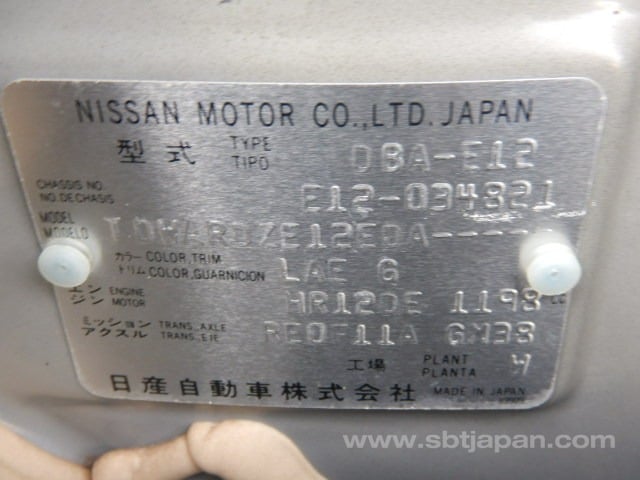 NISSAN MOTOR CO.,LTD. JAPAN
型式 TYPE TIPO DBA-E12
CHASSIS NO. NO. DE CHASIS E12-034821
MODEL MODELO ZE12EDA-----
カラー トリム COLOR, TRIM COLOR, GUARNICION LAE G
エンジン ENGINE MOTOR HR12DE 1198 CC
ミッション アクスル TRANS., AXLE TRANS., EJE RE0F11A GM38
工場 PLANT PLANTA W
日産自動車株式会社 MADE IN JAPAN
www.sbtjapan.com